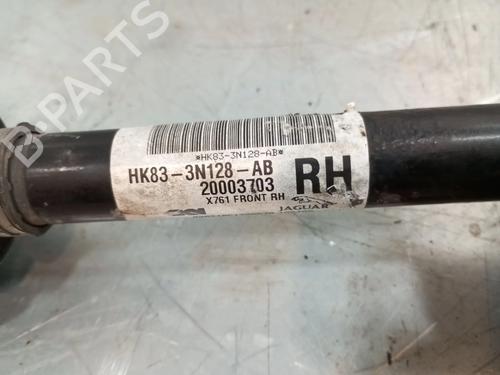 B-PARTS
*HK83-3N128-AB*
HK83-3N128-AB
20003703
X761 FRONT RH
RH
JAGUAR